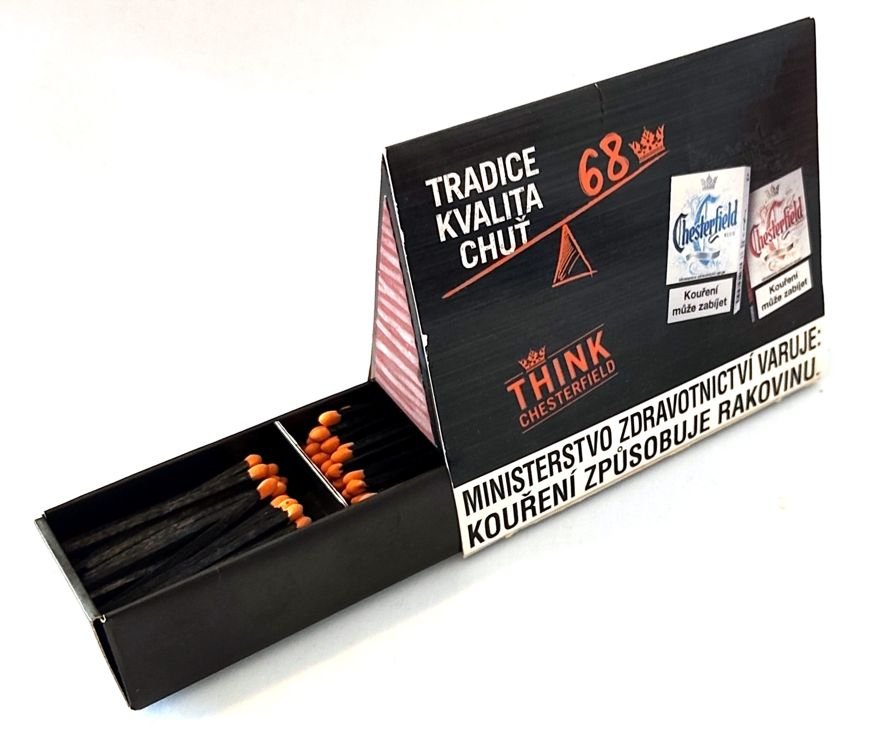 TRADICE
KVALITA
CHUŤ
68
Chesterfield
Chesterfield
Kouření
může zabíjet
Kouření
může zabíjet
THINK
CHESTERFIELD
MINISTERSTVO ZDRAVOTNICTVÍ VARUJE:
KOUŘENÍ ZPŮSOBUJE RAKOVINU.